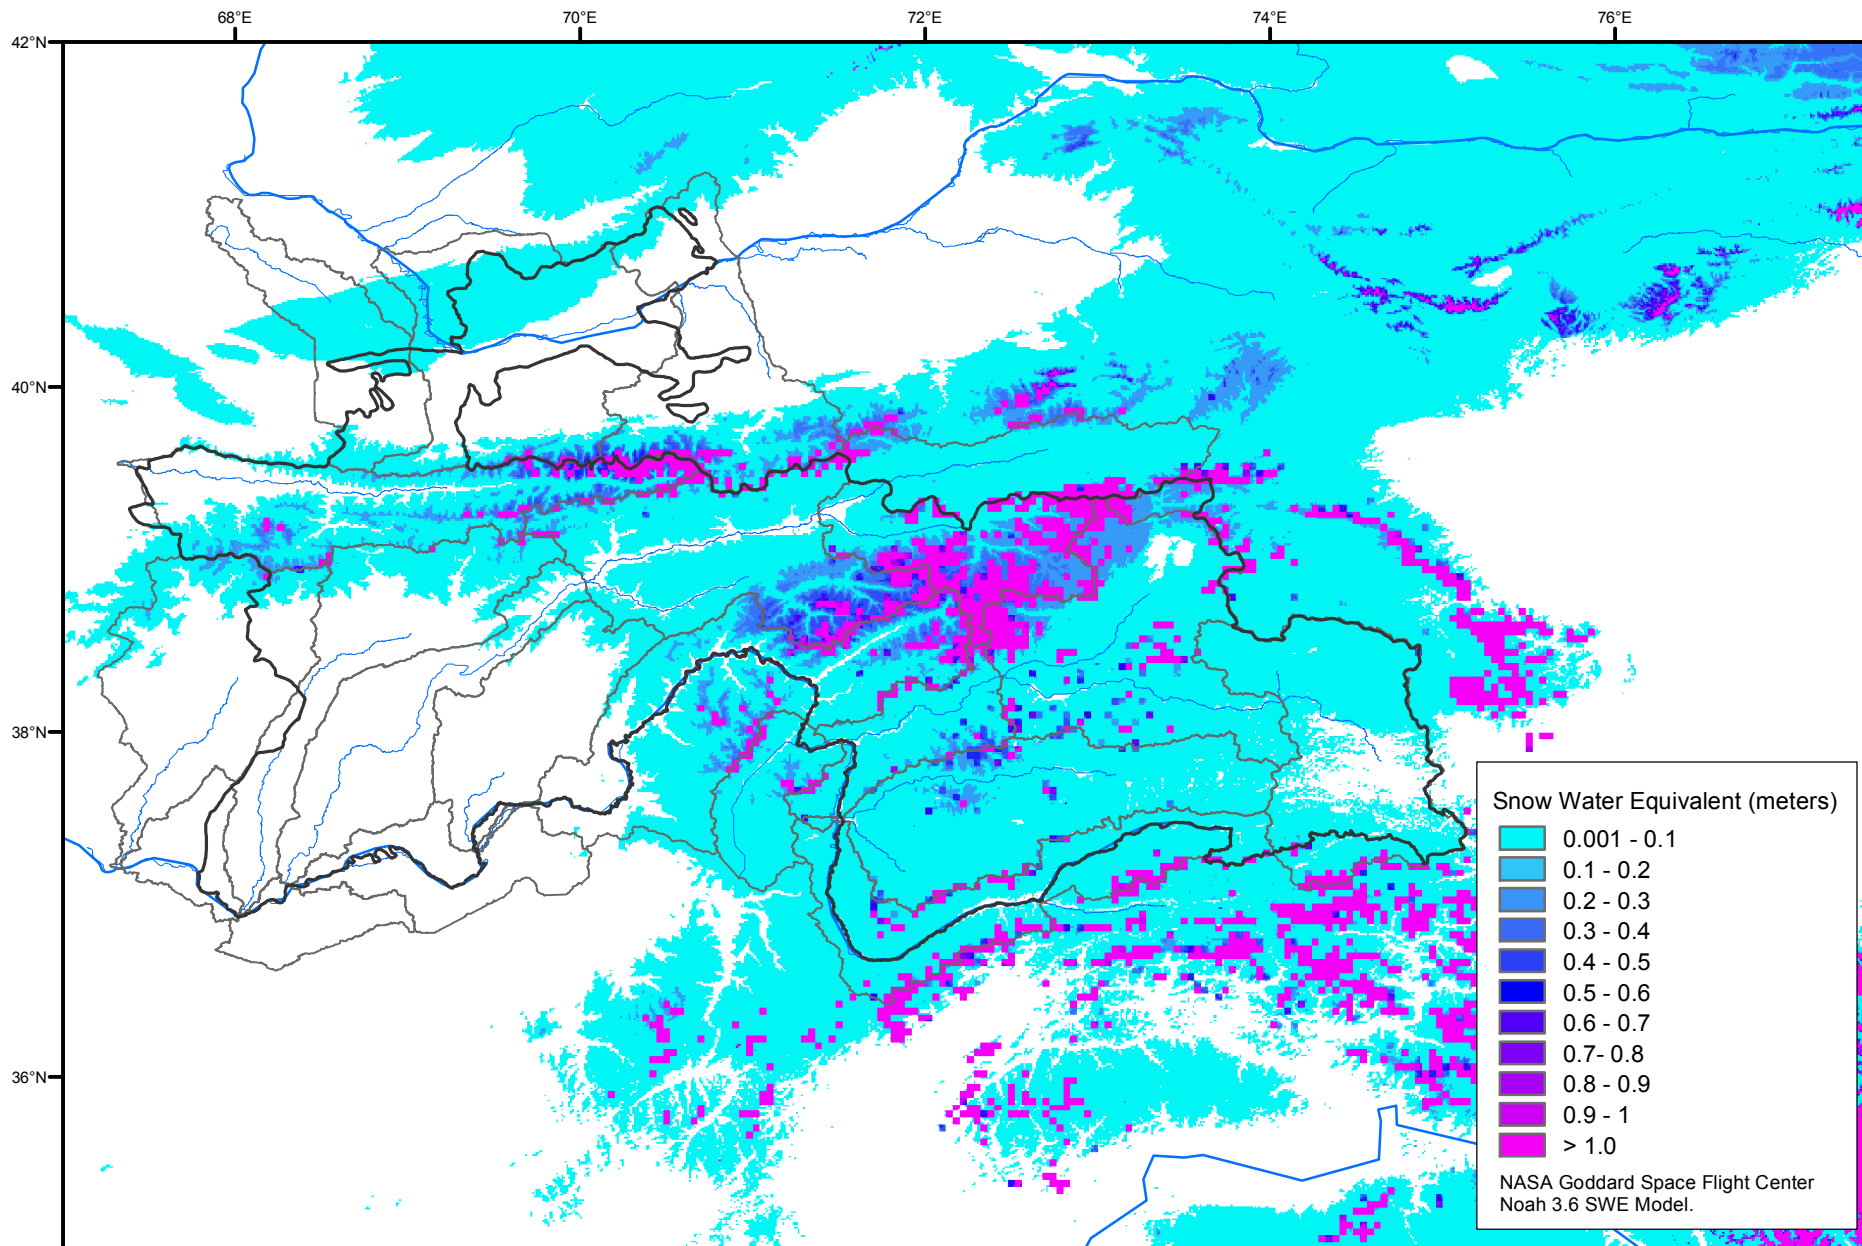 68°E
70°E
72°E
74°E
76°E
42°N
40°N
38°N
36°N
Snow Water Equivalent (meters)
0.001 - 0.1
0.1 - 0.2
0.2 - 0.3
0.3 - 0.4
0.4 - 0.5
0.5 - 0.6
0.6 - 0.7
0.7- 0.8
0.8 - 0.9
0.9 - 1
> 1.0
NASA Goddard Space Flight Center
Noah 3.6 SWE Model.